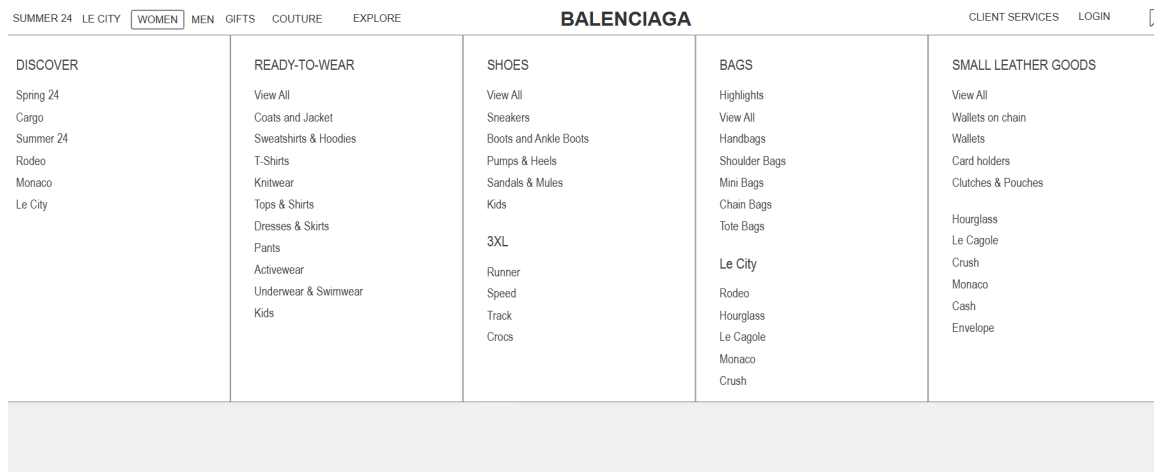 SUMMER 24 LE CITY WOMEN MEN GIFTS COUTURE EXPLORE BALENCIAGA CLIENT SERVICES LOGIN
DISCOVER
Spring 24
Cargo
Summer 24
Rodeo
Monaco
Le City
READY-TO-WEAR
View All
Coats and Jacket
Sweatshirts & Hoodies
T-Shirts
Knitwear
Tops & Shirts
Dresses & Skirts
Pants
Activewear
Underwear & Swimwear
Kids
SHOES
View All
Sneakers
Boots and Ankle Boots
Pumps & Heels
Sandals & Mules
Kids
3XL
Runner
Speed
Track
Crocs
BAGS
Highlights
View All
Handbags
Shoulder Bags
Mini Bags
Chain Bags
Tote Bags
Le City
Rodeo
Hourglass
Le Cagole
Monaco
Crush
SMALL LEATHER GOODS
View All
Wallets on chain
Wallets
Card holders
Clutches & Pouches
Hourglass
Le Cagole
Crush
Monaco
Cash
Envelope